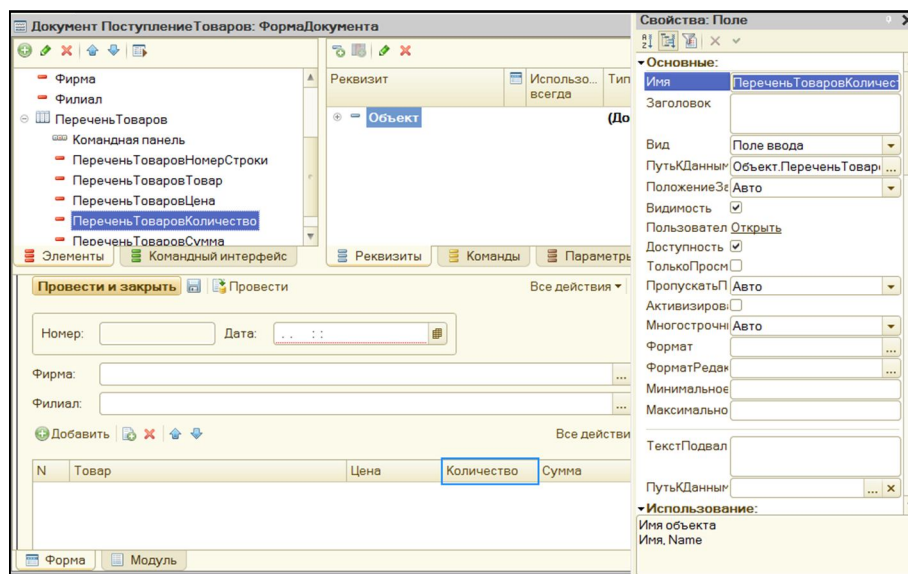 Документ ПоступлениеТоваров: ФормаДокумента
Фирма
Филиал
ПереченьТоваров
Командная панель
ПереченьТоваровНомерСтроки
ПереченьТоваровТовар
ПереченьТоваровЦена
ПереченьТоваровКоличество
ПереченьТоваровСумма
Элементы Командный интерфейс
Реквизит Использо... Тип
всегда
Объект (До
Реквизиты Команды Параметры
Провести и закрыть Провести Все действия
Номер: Дата: . . : :
Фирма: ...
Филиал: ...
Добавить Все действи
N Товар Цена Количество Сумма
Форма Модуль
Свойства: Поле
Основные:
Имя ПереченьТоваровКоличест
Заголовок
Вид Поле ввода
ПутьКДанным Объект.ПереченьТовар ...
ПоложениеЗа Авто
Видимость
Пользовател Открыть
Доступность
ТолькоПросм
ПропускатьП Авто
Активизирова
Многострочн Авто
Формат ...
ФорматРедак ...
Минимальное
Максимально
ТекстПодвал
ПутьКДанным ... x
Использование:
Имя объекта
Имя, Name